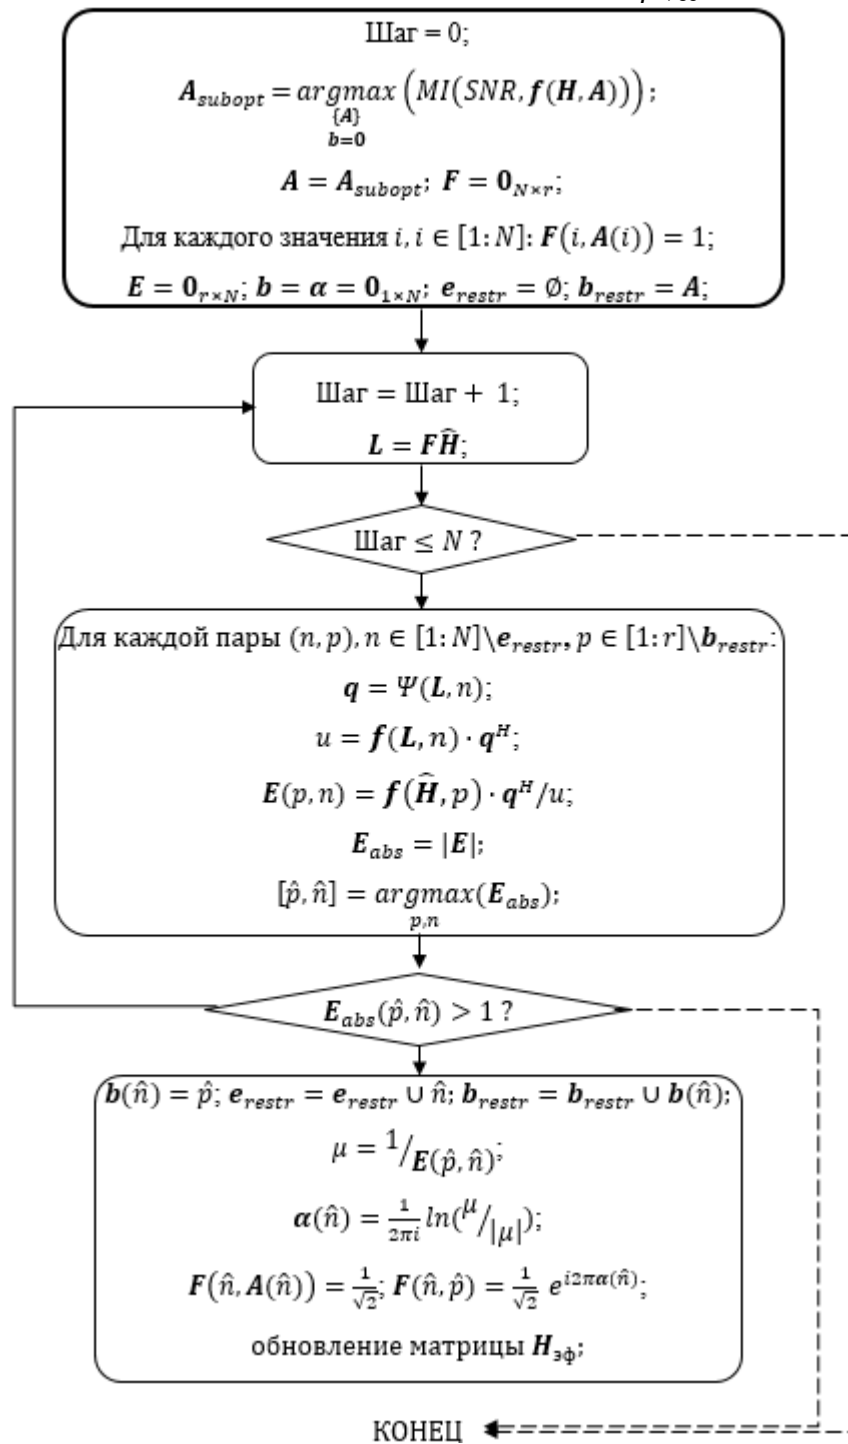 Шаг = 0;
A_subopt = argmax (MI(SNR, f(H, A)));
{A}
b=0
A = A_subopt; F = 0_{N×r};
Для каждого значения i, i ∈ [1: N]: F(i, A(i)) = 1;
E = 0_{r×N}; b = α = 0_{1×N}; e_restr = ∅; b_restr = A;
Шаг = Шаг + 1;
L = FĤ;
Шаг ≤ N ?
Для каждой пары (n, p), n ∈ [1: N]\e_restr, p ∈ [1: r]\b_restr:
q = Ψ(L, n);
u = f(L, n) · q^H;
E(p, n) = f(Ĥ, p) · q^H/u;
E_abs = |E|;
[p̂, n̂] = argmax(E_abs);
p,n
E_abs(p̂, n̂) > 1 ?
b(n̂) = p̂; e_restr = e_restr ∪ n̂; b_restr = b_restr ∪ b(n̂);
μ = 1/E(p̂, n̂);
α(n̂) = 1/2πi ln(μ/|μ|);
F(n̂, A(n̂)) = 1/√2; F(n̂, p̂) = 1/√2 e^{i2πα(n̂)};
обновление матрицы H_эф;
КОНЕЦ